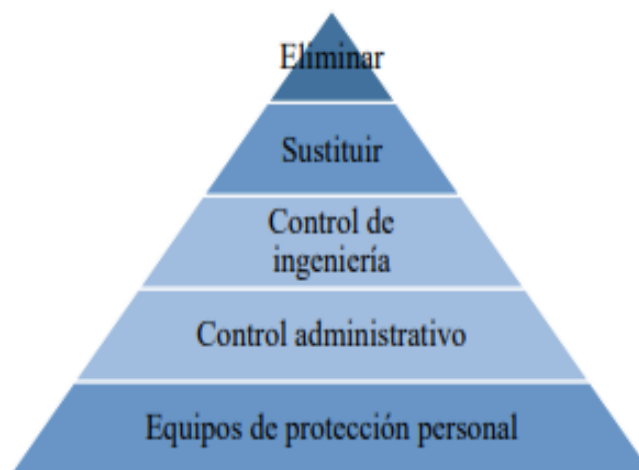 Eliminar
Sustituir
Control de
ingeniería
Control administrativo
Equipos de protección personal